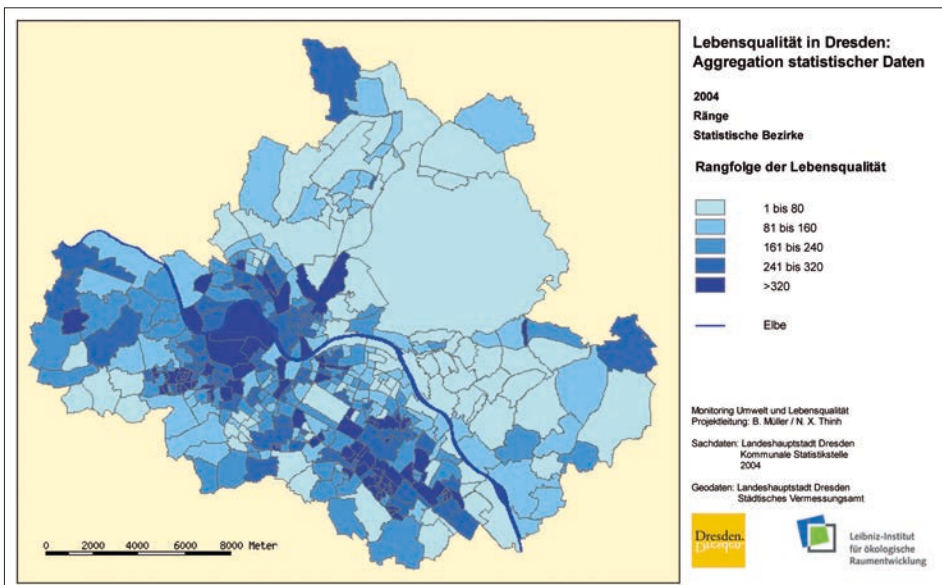 Lebensqualität in Dresden:
Aggregation statistischer Daten
2004
Ränge
Statistische Bezirke
Rangfolge der Lebensqualität
1 bis 80
81 bis 160
161 bis 240
241 bis 320
>320
Elbe
Monitoring Umwelt und Lebensqualität
Projektleitung: B. Müller / N. X. Thinh
Sachdaten: Landeshauptstadt Dresden
Kommunale Statistikstelle
2004
Geodaten: Landeshauptstadt Dresden
Städtisches Vermessungsamt
0 2000 4000 6000 8000 Meter
Dresden.
Dresden
Leibniz-Institut
für ökologische
Raumentwicklung